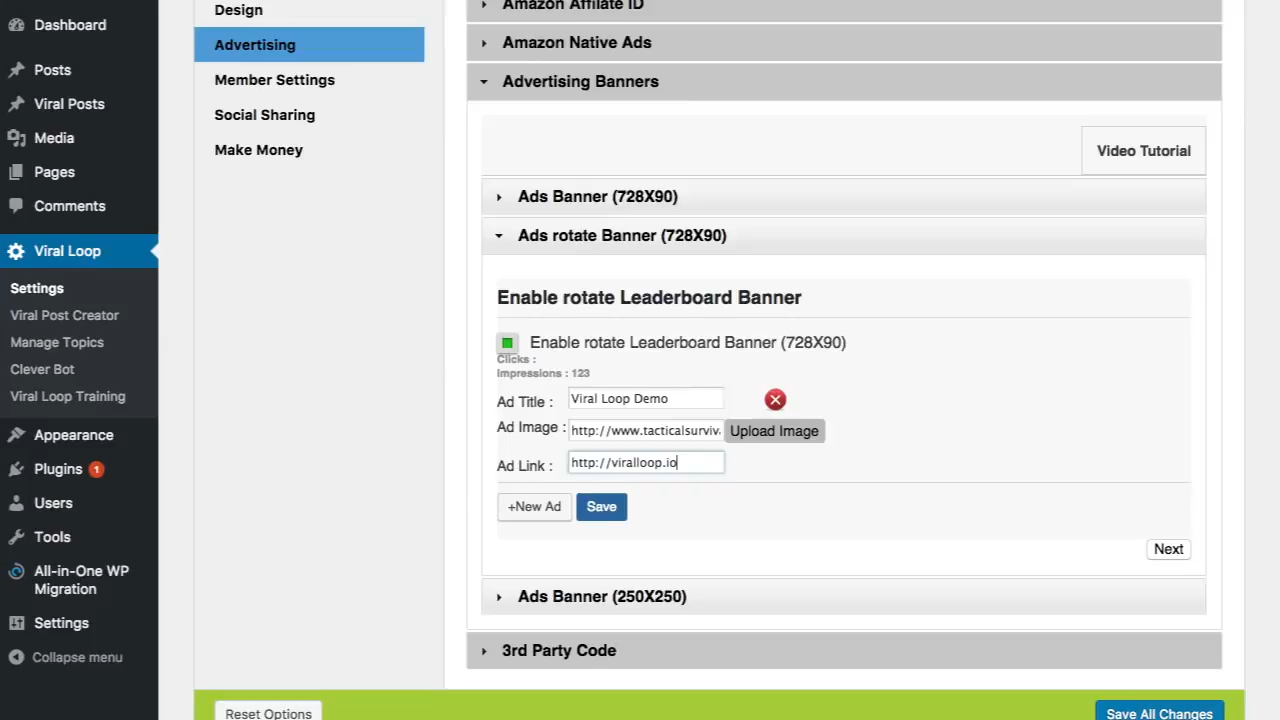 Dashboard
Posts
Viral Posts
Media
Pages
Comments
Viral Loop
Settings
Viral Post Creator
Manage Topics
Clever Bot
Viral Loop Training
Appearance
Plugins 1
Users
Tools
All-in-One WP
Migration
Settings
Collapse menu
Design
Advertising
Member Settings
Social Sharing
Make Money
Amazon Affilate ID
Amazon Native Ads
Advertising Banners
Video Tutorial
Ads Banner (728X90)
Ads rotate Banner (728X90)
Enable rotate Leaderboard Banner
Enable rotate Leaderboard Banner (728X90)
Clicks :
Impressions : 123
Ad Title : Viral Loop Demo
Ad Image : http://www.tacticalsurviv. Upload Image
Ad Link : http://viralloop.io
+New Ad Save
Next
Ads Banner (250X250)
3rd Party Code
Reset Options Save All Changes